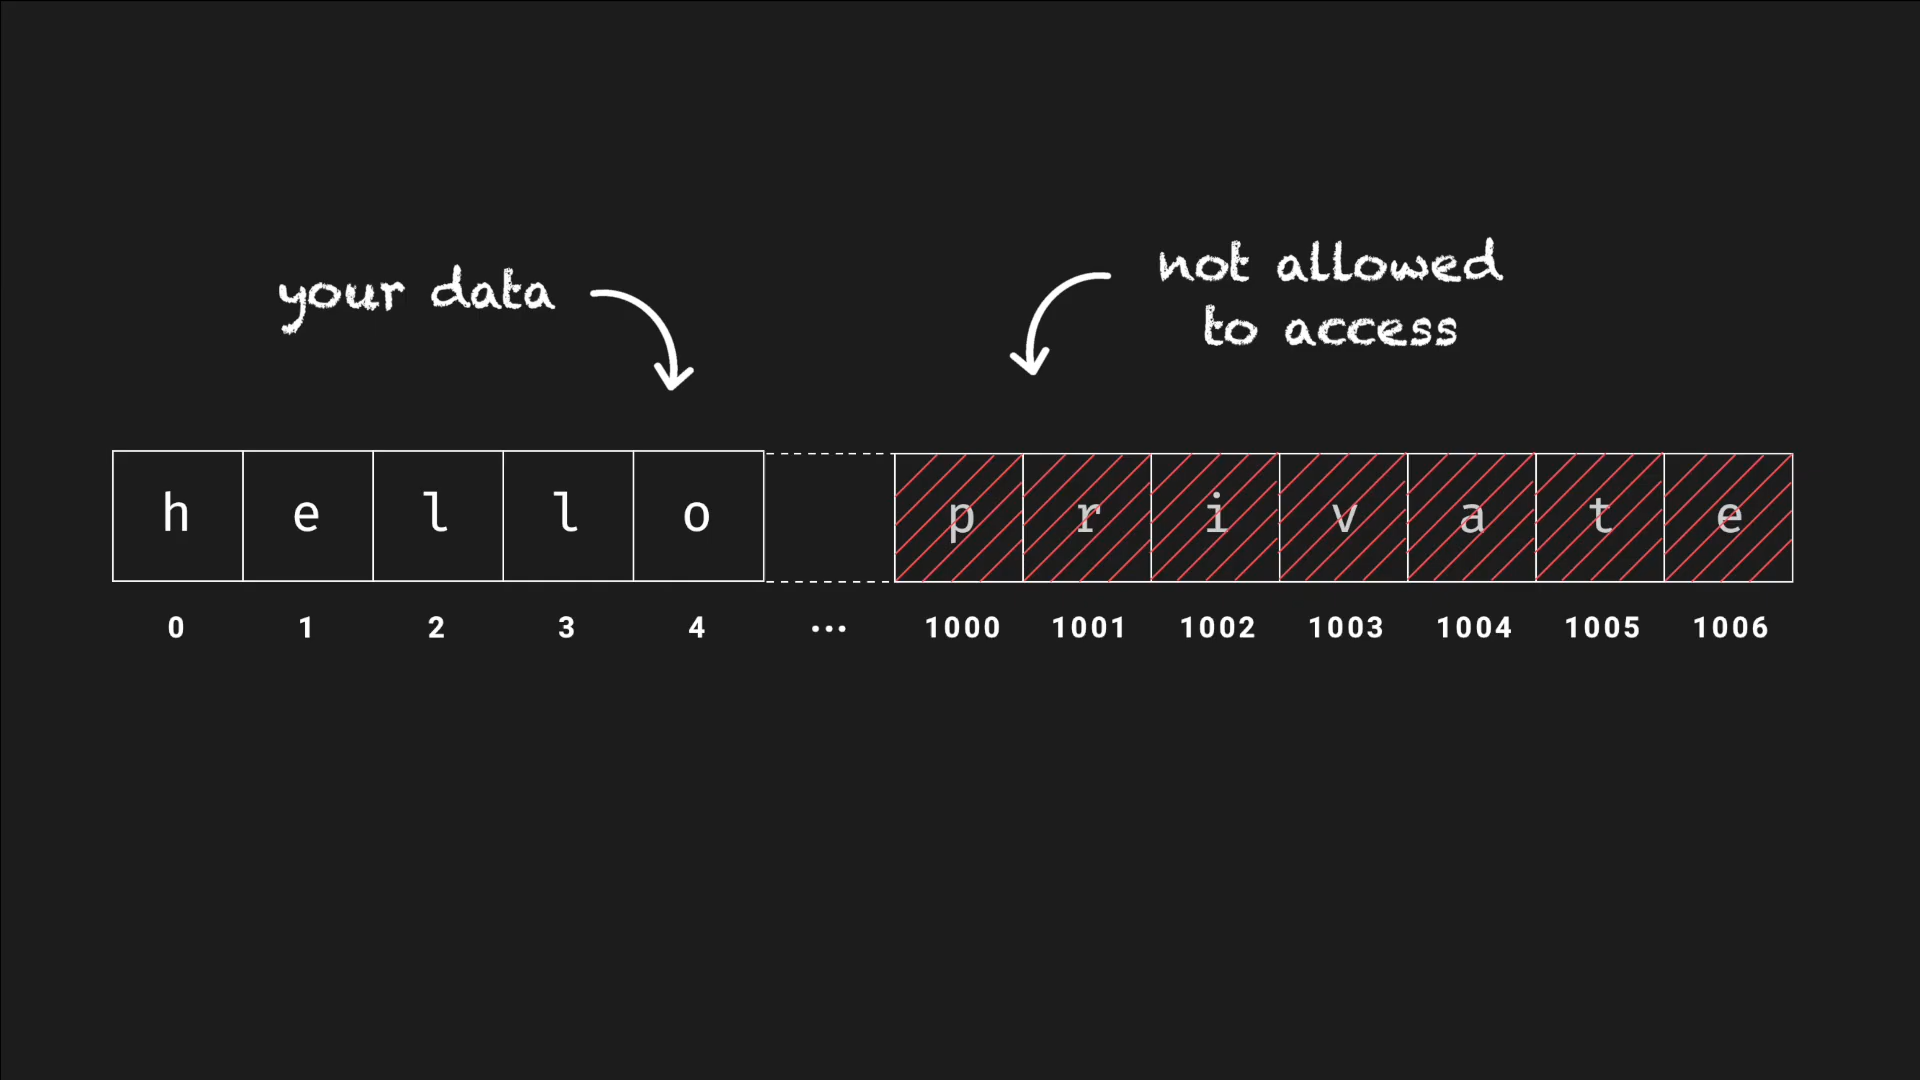 your data
not allowed
to access
h e l l o p r i v a t e
0 1 2 3 4 ... 1000 1001 1002 1003 1004 1005 1006